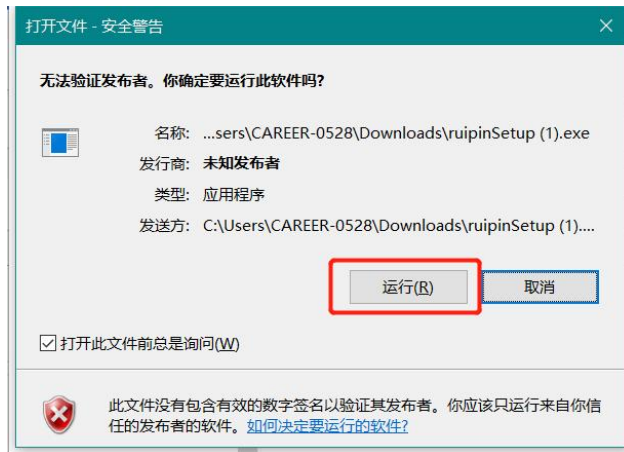 打开文件 - 安全警告
无法验证发布者。你确定要运行此软件吗?
名称: ...sers\CAREER-0528\Downloads\ruipinSetup (1).exe
发行商: 未知发布者
类型: 应用程序
发送方: C:\Users\CAREER-0528\Downloads\ruipinSetup (1)....
运行(R) 取消
打开此文件前总是询问(W)
此文件没有包含有效的数字签名以验证其发布者。你应该只运行来自你信
任的发布者的软件。如何决定要运行的软件?